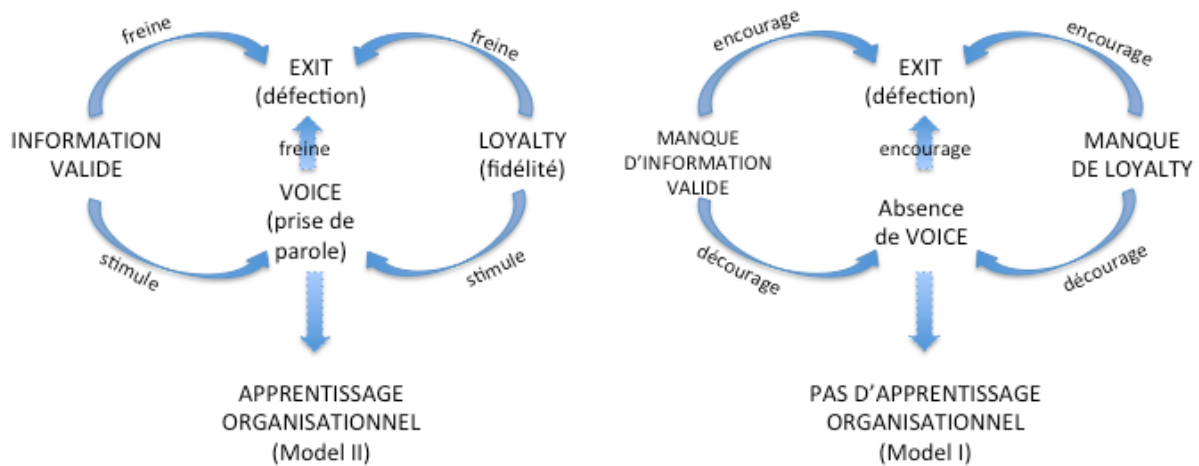 freine
freine
EXIT
(défection)
INFORMATION
VALIDE
freine
LOYALTY
(fidélité)
VOICE
(prise de
parole)
stimule
stimule
APPRENTISSAGE
ORGANISATIONNEL
(Model II)
encourage
encourage
EXIT
(défection)
MANQUE
D'INFORMATION
VALIDE
encourage
MANQUE
DE LOYALTY
Absence
de VOICE
décourage
décourage
PAS D'APPRENTISSAGE
ORGANISATIONNEL
(Model I)